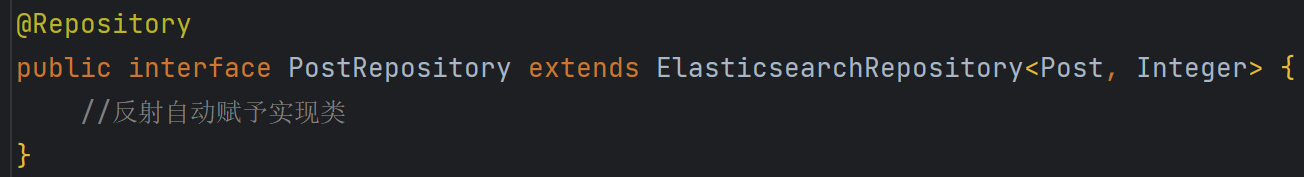 @Repository
public interface PostRepository extends ElasticsearchRepository<Post, Integer> {
    //反射自动赋予实现类
}